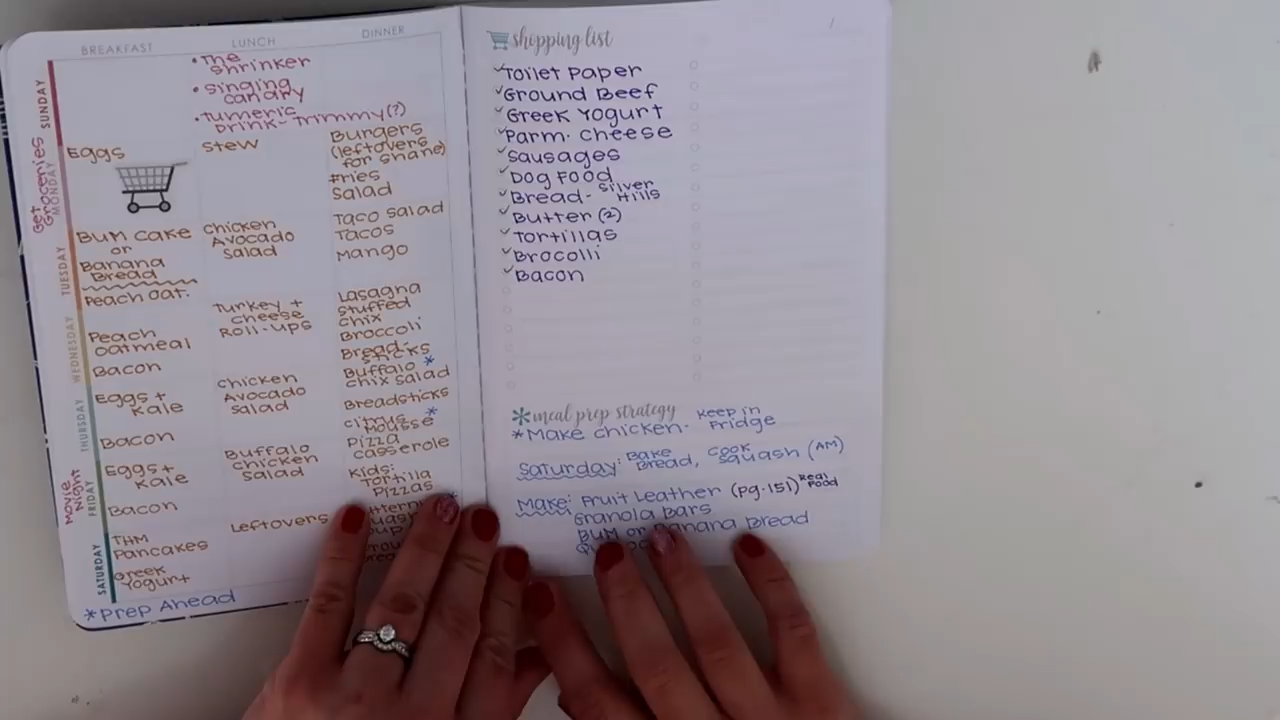 BREAKFAST LUNCH DINNER
SUNDAY
• The
shrinker
• singing
canary
• Tumeric
Drink- Trimmy(?)
Get
Groceries
MONDAY
Eggs
stew
Burgers
(leftovers
for shane)
Fries
salad
TUESDAY
BUM Cake
or
Banana
Bread
Chicken
Avocado
salad
Taco salad
Tacos
Mango
WEDNESDAY
Peach Oat.
Peach
oatmeal
Bacon
Turkey +
cheese
Roll-ups
Lasagna
stuffed
chix
Broccoli
Bread-
sticks
THURSDAY
Eggs +
Kale
Bacon
chicken
Avocado
salad
Buffalo *
chix salad
Breadsticks
citrus *
Mousse
Movie
Night
FRIDAY
Eggs +
Kale
Bacon
Buffalo
chicken
salad
Pizza
casserole
Kids:
Tortilla
Pizzas
SATURDAY
THM
Pancakes
Greek
Yogurt
Leftovers
*Prep Ahead
shopping list
Toilet Paper
Ground Beef
Greek Yogurt
Parm. cheese
sausages
Dog Food
Bread- Silver
Hills
Butter (2)
Tortillas
Brocolli
Bacon
*meal prep strategy
*Make chicken- Keep in
Fridge
Saturday: Bake
Bread, Cook
squash (AM)
Make: Fruit Leather (pg.151) Real
Food
Granola Bars
BUM or Banana Bread